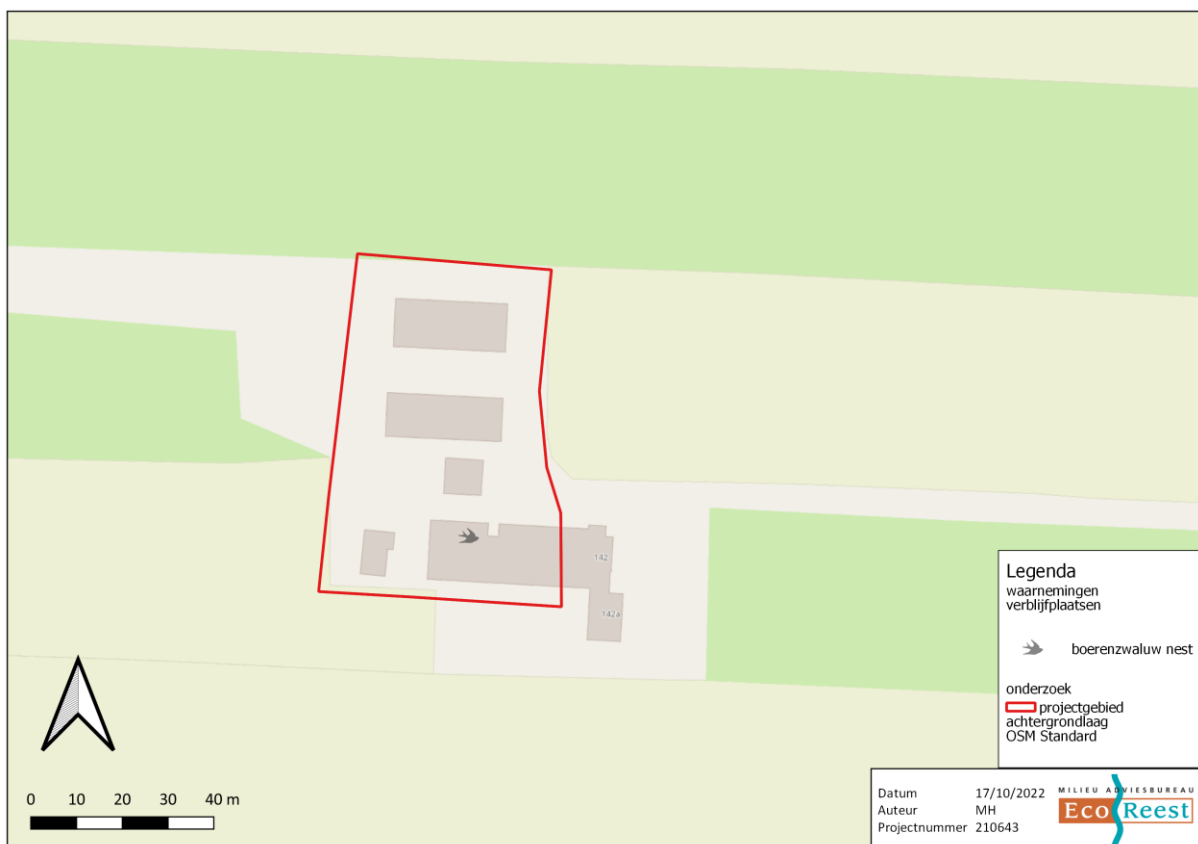 142
142a
Legenda
waarnemingen
verblijfplaatsen
boerenzwaluw nest
onderzoek
projectgebied
achtergrondlaag
OSM Standard
0 10 20 30 40 m
Datum 17/10/2022
Auteur MH
Projectnummer 210643
MILIEU ADVIESBUREAU
Eco Reest